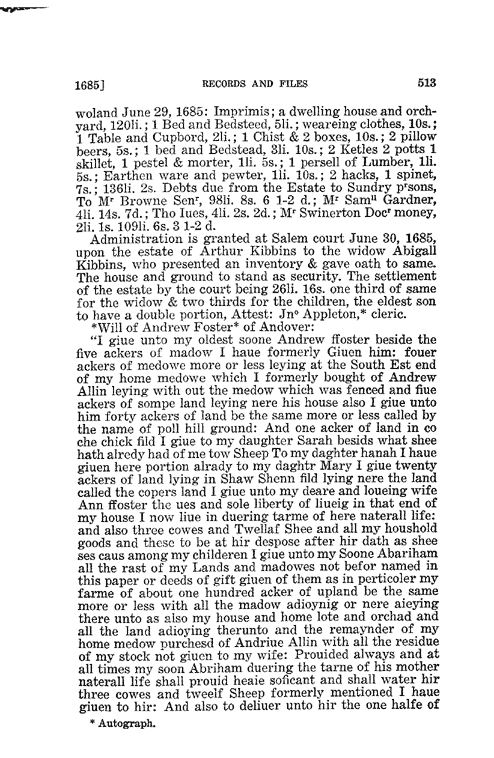 1685]
RECORDS AND FILES
513
woland June 29, 1685: Imprimis; a dwelling house and orch-
yard, 120li.; 1 Bed and Bedsteed, 5li.; weareing clothes, 10s.;
1 Table and Cupbord, 2li.; 1 Chist & 2 boxes, 10s.; 2 pillow
beers, 5s.; 1 bed and Bedstead, 3li. 10s.; 2 Ketles 2 potts 1
skillet, 1 pestel & morter, 1li. 5s.; 1 persell of Lumber, 1li.
5s.; Earthen ware and pewter, 1li. 10s.; 2 hacks, 1 spinet,
7s.; 136li. 2s. Debts due from the Estate to Sundry pʳsons,
To Mʳ Browne Senʳ, 98li. 8s. 6 1-2 d.; Mʳ Samˡˡ Gardner,
4li. 14s. 7d.; Tho Iues, 4li. 2s. 2d.; Mʳ Swinerton Docʳ money,
2li. 1s. 109li. 6s. 3 1-2 d.
Administration is granted at Salem court June 30, 1685,
upon the estate of Arthur Kibbins to the widow Abigail
Kibbins, who presented an inventory & gave oath to same.
The house and ground to stand as security. The settlement
of the estate by the court being 26li. 16s. one third of same
for the widow & two thirds for the children, the eldest son
to have a double portion, Attest: Jnᵒ Appleton,* cleric.
*Will of Andrew Foster* of Andover:
"I giue unto my oldest soone Andrew ffoster beside the
five ackers of madow I haue formerly Giuen him: fouer
ackers of medowe more or less leying at the South Est end
of my home medowe which I formerly bought of Andrew
Allin leying with out the medow which was fenced and fiue
ackers of sompe land leying nere his house also I giue unto
him forty ackers of land be the same more or less called by
the name of poll hill ground: And one acker of land in co
che chick fild I giue to my daughter Sarah besids what shee
hath alredy had of me tow Sheep To my daghter hanah I haue
giuen here portion alrady to my daghtr Mary I giue twenty
ackers of land lying in Shaw Shenn fild lying nere the land
called the copers land I giue unto my deare and loueing wife
Ann ffoster the ues and sole liberty of liueig in that end of
my house I now liue in duering tarme of here naterall life:
and also three cowes and Twellaf Shee and all my houshold
goods and these to be at hir despose after hir dath as shee
ses caus among my childeren I giue unto my Soone Abariham
all the rast of my Lands and madowes not befor named in
this paper or deeds of gift giuen of them as in perticoler my
farme of about one hundred acker of upland be the same
more or less with all the madow adioynig or nere aieying
there unto as also my house and home lote and orchad and
all the land adioying therunto and the remaynder of my
home medow purchesd of Andriue Allin with all the residue
of my stock not giuen to my wife: Prouided always and at
all times my soon Abriham duering the tarne of his mother
naterall life shall prouid heaie soficant and shall water hir
three cowes and tweelf Sheep formerly mentioned I haue
giuen to hir: And also to deliuer unto hir the one halfe of
* Autograph.